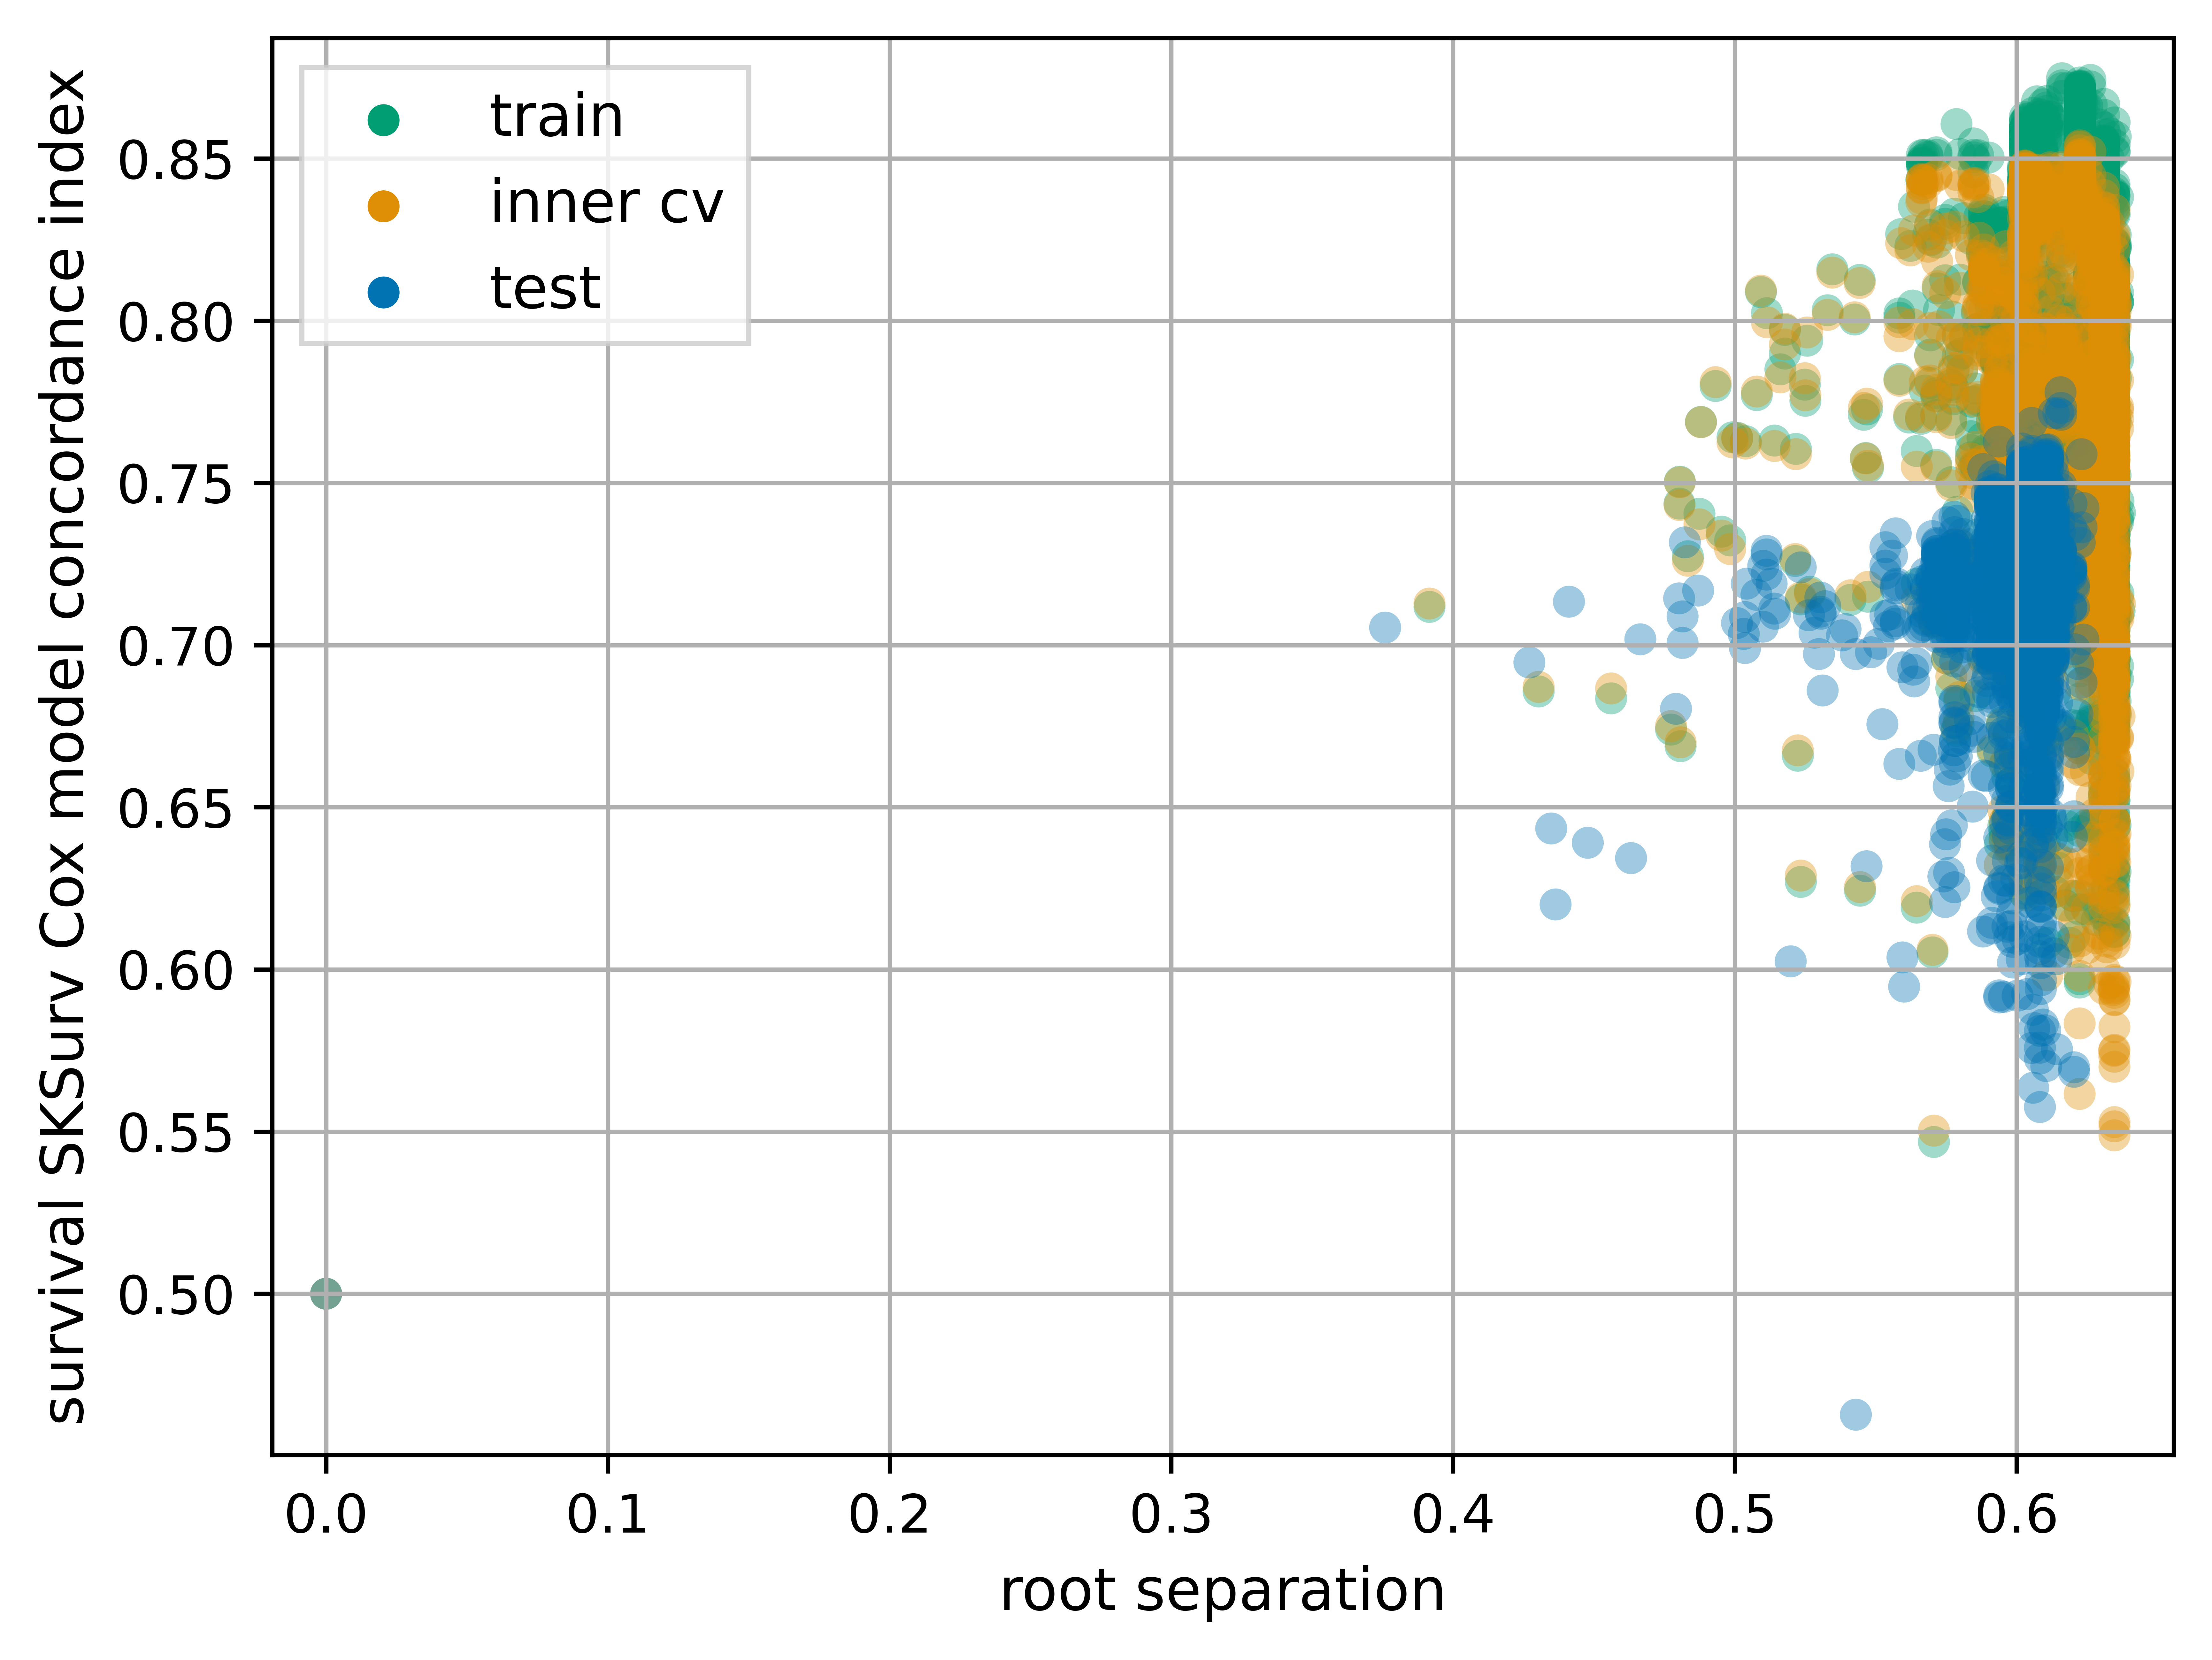 train
inner cv
test
survival SKSurv Cox model concordance index
0.85
0.80
0.75
0.70
0.65
0.60
0.55
0.50
0.0 0.1 0.2 0.3 0.4 0.5 0.6
root separation